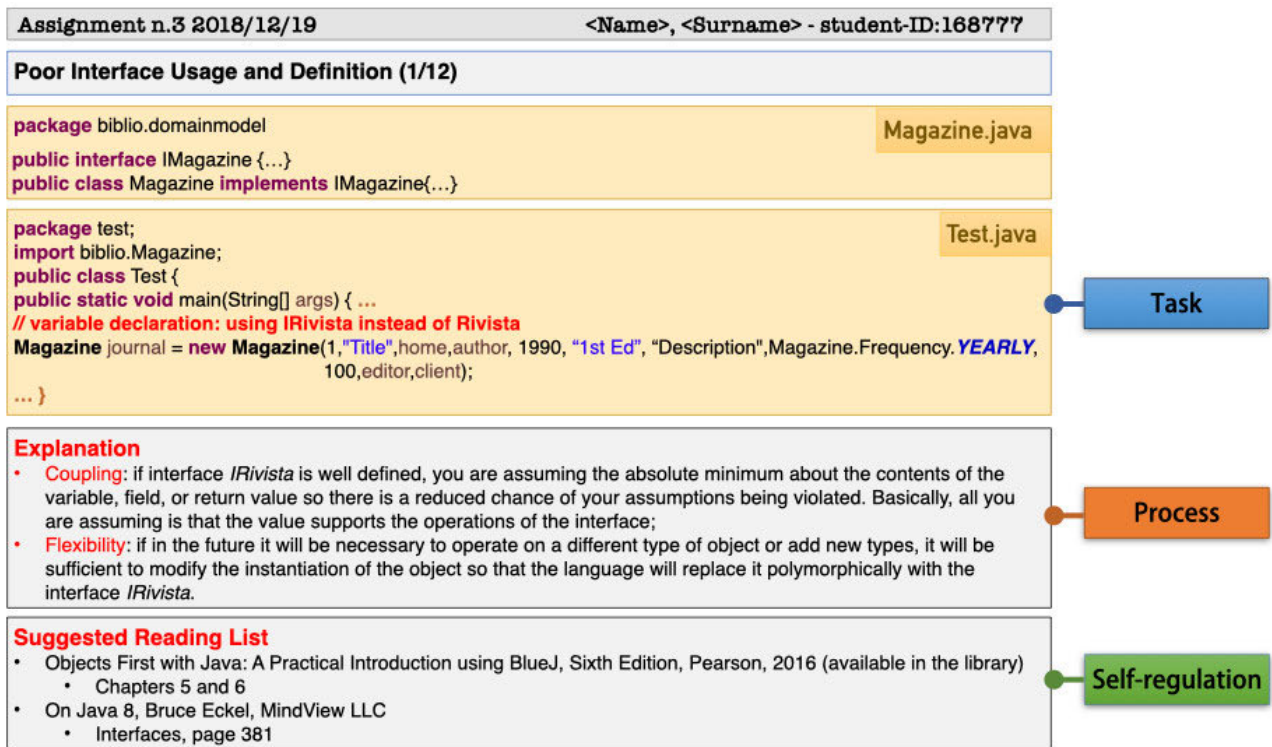 Assignment n.3 2018/12/19 <Name>, <Surname> - student-ID:168777
Poor Interface Usage and Definition (1/12)
package biblio.domainmodel
Magazine.java
public interface IMagazine {…}
public class Magazine implements IMagazine{…}
package test;
Test.java
import biblio.Magazine;
public class Test {
public static void main(String[] args) { …
// variable declaration: using IRivista instead of Rivista
Magazine journal = new Magazine(1,"Title",home,author, 1990, “1st Ed”, “Description",Magazine.Frequency.YEARLY,
100,editor,client);
… }
Task
Explanation
• Coupling: if interface IRivista is well defined, you are assuming the absolute minimum about the contents of the
variable, field, or return value so there is a reduced chance of your assumptions being violated. Basically, all you
are assuming is that the value supports the operations of the interface;
• Flexibility: if in the future it will be necessary to operate on a different type of object or add new types, it will be
sufficient to modify the instantiation of the object so that the language will replace it polymorphically with the
interface IRivista.
Process
Suggested Reading List
• Objects First with Java: A Practical Introduction using BlueJ, Sixth Edition, Pearson, 2016 (available in the library)
• Chapters 5 and 6
• On Java 8, Bruce Eckel, MindView LLC
• Interfaces, page 381
Self-regulation